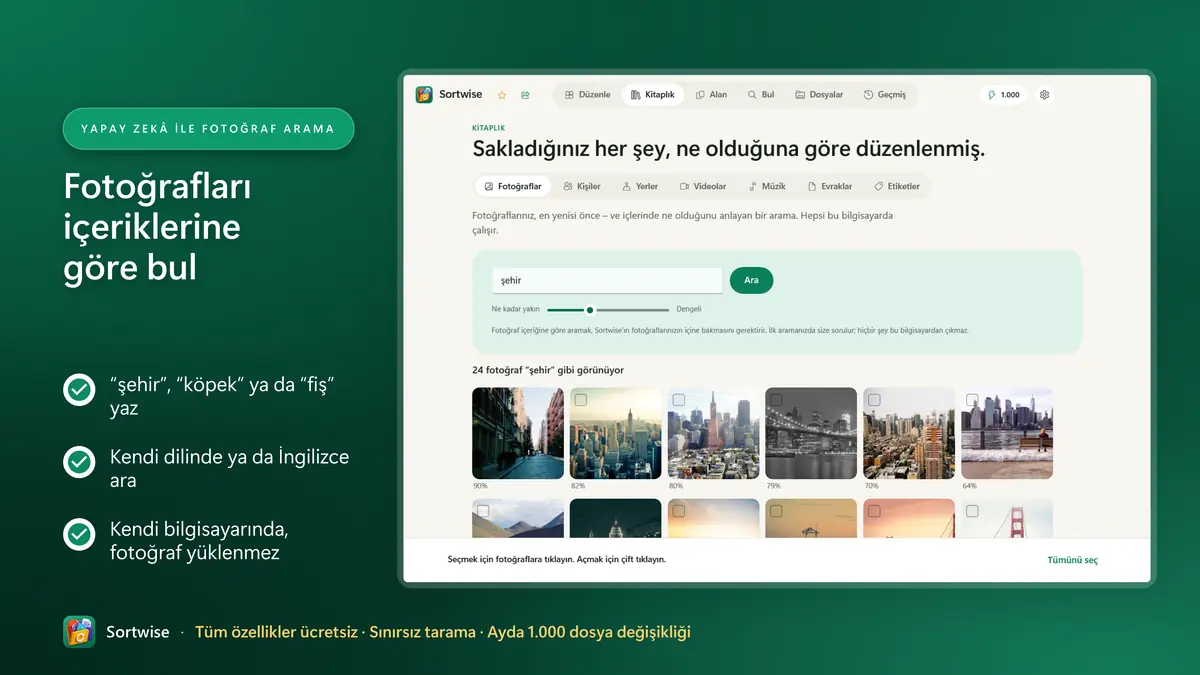 YAPAY ZEKÂ İLE FOTOĞRAF ARAMA
Fotoğrafları
içeriklerine
göre bul
“şehir”, “köpek“ ya da “fiş”
yaz
Kendi dilinde ya da İngilizce
ara
Kendi bilgisayarında,
fotoğraf yüklenmez
Sortwise
Düzenle
Kitaplık
Alan
Bul
Dosyalar
Geçmiş
1.000
KİTAPLIK
Sakladığınız her şey, ne olduğuna göre düzenlenmiş.
Fotoğraflar
Kişiler
Yerler
Videolar
Müzik
Evraklar
Etiketler
Fotoğraflarınız, en yenisi önce – ve içlerinde ne olduğunu anlayan bir arama. Hepsi bu bilgisayarda
çalışır.
şehir
Ara
Ne kadar yakın
Dengeli
Fotoğraf içeriğine göre aramak, Sortwise'ın fotoğraflarınızın içine bakmasını gerektirir. İlk aramanızda size sorulur; hiçbir şey bu bilgisayardan çıkmaz.
24 fotoğraf “şehir” gibi görünüyor
90%
82%
80%
79%
70%
64%
Seçmek için fotoğraflara tıklayın. Açmak için çift tıklayın.
Tümünü seç
Sortwise · Tüm özellikler ücretsiz · Sınırsız tarama · Ayda 1.000 dosya değişikliği